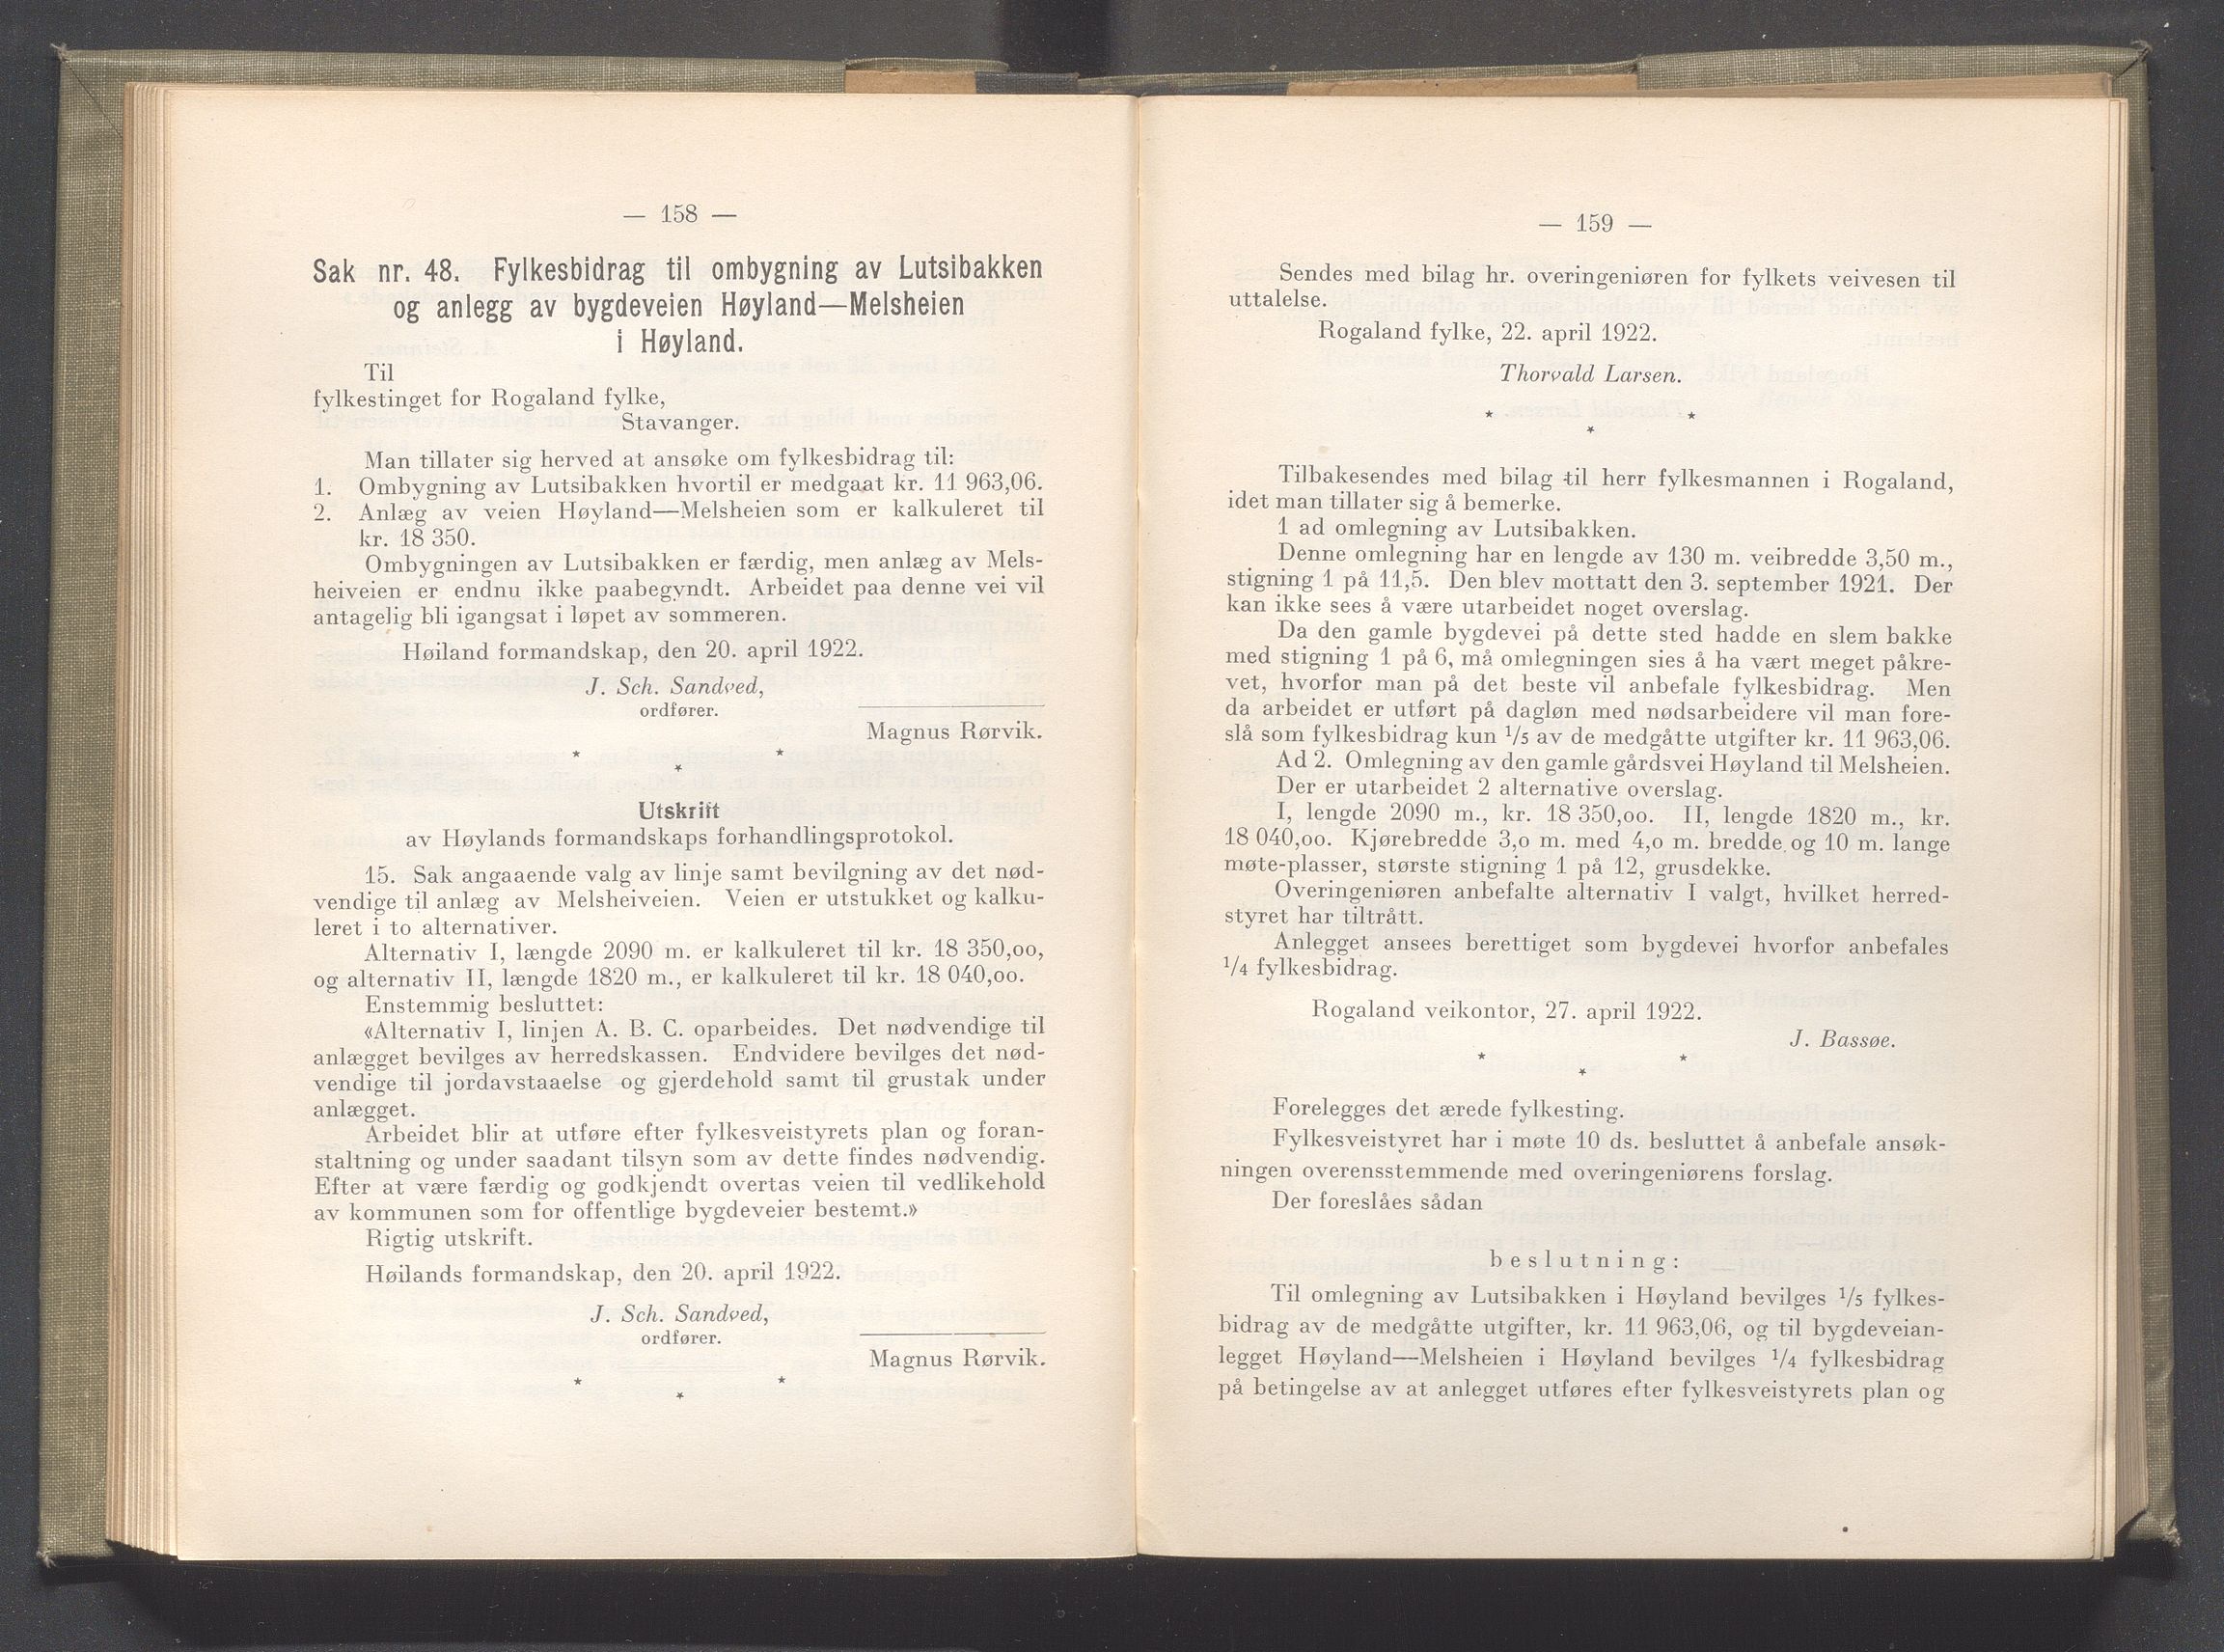 — 158 —
Sak nr. 48. Fylkesbidrag til ombygning av Lutsibakken
og anlegg av bygdeveien Høyland—Melsheien
i Høyland.
Til
fylkestinget for Rogaland fylke,
Stavanger.
Man tillater sig herved at ansøke om fylkesbidrag til:
1. Ombygning av Lutsibakken hvortil er medgaat kr. 11 963,06.
2. Anlæg av veien Høyland—Melsheien som er kalkuleret til
kr. 18 350.
Ombygningen av Lutsibakken er færdig, men anlæg av Mels-
heiveien er endnu ikke paabegyndt. Arbeidet paa denne vei vil
antagelig bli igangsat i løpet av sommeren.
Høiland formandskap, den 20. april 1922.
J. Sch. Sandved,
ordfører.
Magnus Rørvik.
* * *
Utskrift
av Høylands formandskaps forhandlingsprotokol.
15. Sak angaaende valg av linje samt bevilgning av det nød-
vendige til anlæg av Melsheiveien. Veien er utstukket og kalku-
leret i to alternativer.
Alternativ I, længde 2090 m. er kalkuleret til kr. 18 350,oo,
og alternativ II, længde 1820 m., er kalkuleret til kr. 18 040,oo.
Enstemmig besluttet:
«Alternativ I, linjen A. B. C. oparbeides. Det nødvendige til
anlægget bevilges av herredskassen. Endvidere bevilges det nød-
vendige til jordavstaaelse og gjerdehold samt til grustak under
anlægget.
Arbeidet blir at utføre efter fylkesveistyrets plan og foran-
staltning og under saadant tilsyn som av dette findes nødvendig.
Efter at være færdig og godkjendt overtas veien til vedlikehold
av kommunen som for offentlige bygdeveier bestemt.»
Rigtig utskrift.
Høilands formandskap, den 20. april 1922.
J. Sch. Sandved,
ordfører.
Magnus Rørvik.
* * *
— 159 —
Sendes med bilag hr. overingeniøren for fylkets veivesen til
uttalelse.
Rogaland fylke, 22. april 1922.
Thorvald Larsen.
* * *
Tilbakesendes med bilag til herr fylkesmannen i Rogaland,
idet man tillater sig å bemerke.
1 ad omlegning av Lutsibakken.
Denne omlegning har en lengde av 130 m. veibredde 3,50 m.,
stigning 1 på 11,5. Den blev mottatt den 3. september 1921. Der
kan ikke sees å være utarbeidet noget overslag.
Da den gamle bygdevei på dette sted hadde en slem bakke
med stigning 1 på 6, må omlegningen sies å ha vært meget påkre-
vet, hvorfor man på det beste vil anbefale fylkesbidrag. Men
da arbeidet er utført på dagløn med nødsarbeidere vil man fore-
slå som fylkesbidrag kun 1/5 av de medgåtte utgifter kr. 11 963,06.
Ad 2. Omlegning av den gamle gårdsvei Høyland til Melsheien.
Der er utarbeidet 2 alternative overslag.
I, lengde 2090 m., kr. 18 350,oo. II, lengde 1820 m., kr.
18 040,oo. Kjørebredde 3,o m. med 4,o m. bredde og 10 m. lange
møte-plasser, største stigning 1 på 12, grusdekke.
Overingeniøren anbefalte alternativ I valgt, hvilket herred-
styret har tiltrått.
Anlegget ansees berettiget som bygdevei hvorfor anbefales
1/4 fylkesbidrag.
Rogaland veikontor, 27. april 1922.
J. Bassøe.
* * *
Forelegges det ærede fylkesting.
Fylkesveistyret har i møte 10 ds. besluttet å anbefale ansøk-
ningen overensstemmende med overingeniørens forslag.
Der foreslåes sådan
beslutning:
Til omlegning av Lutsibakken i Høyland bevilges 1/5 fylkes-
bidrag av de medgåtte utgifter, kr. 11 963,06, og til bygdeveian-
legget Høyland—Melsheien i Høyland bevilges 1/4 fylkesbidrag
på betingelse av at anlegget utføres efter fylkesveistyrets plan og